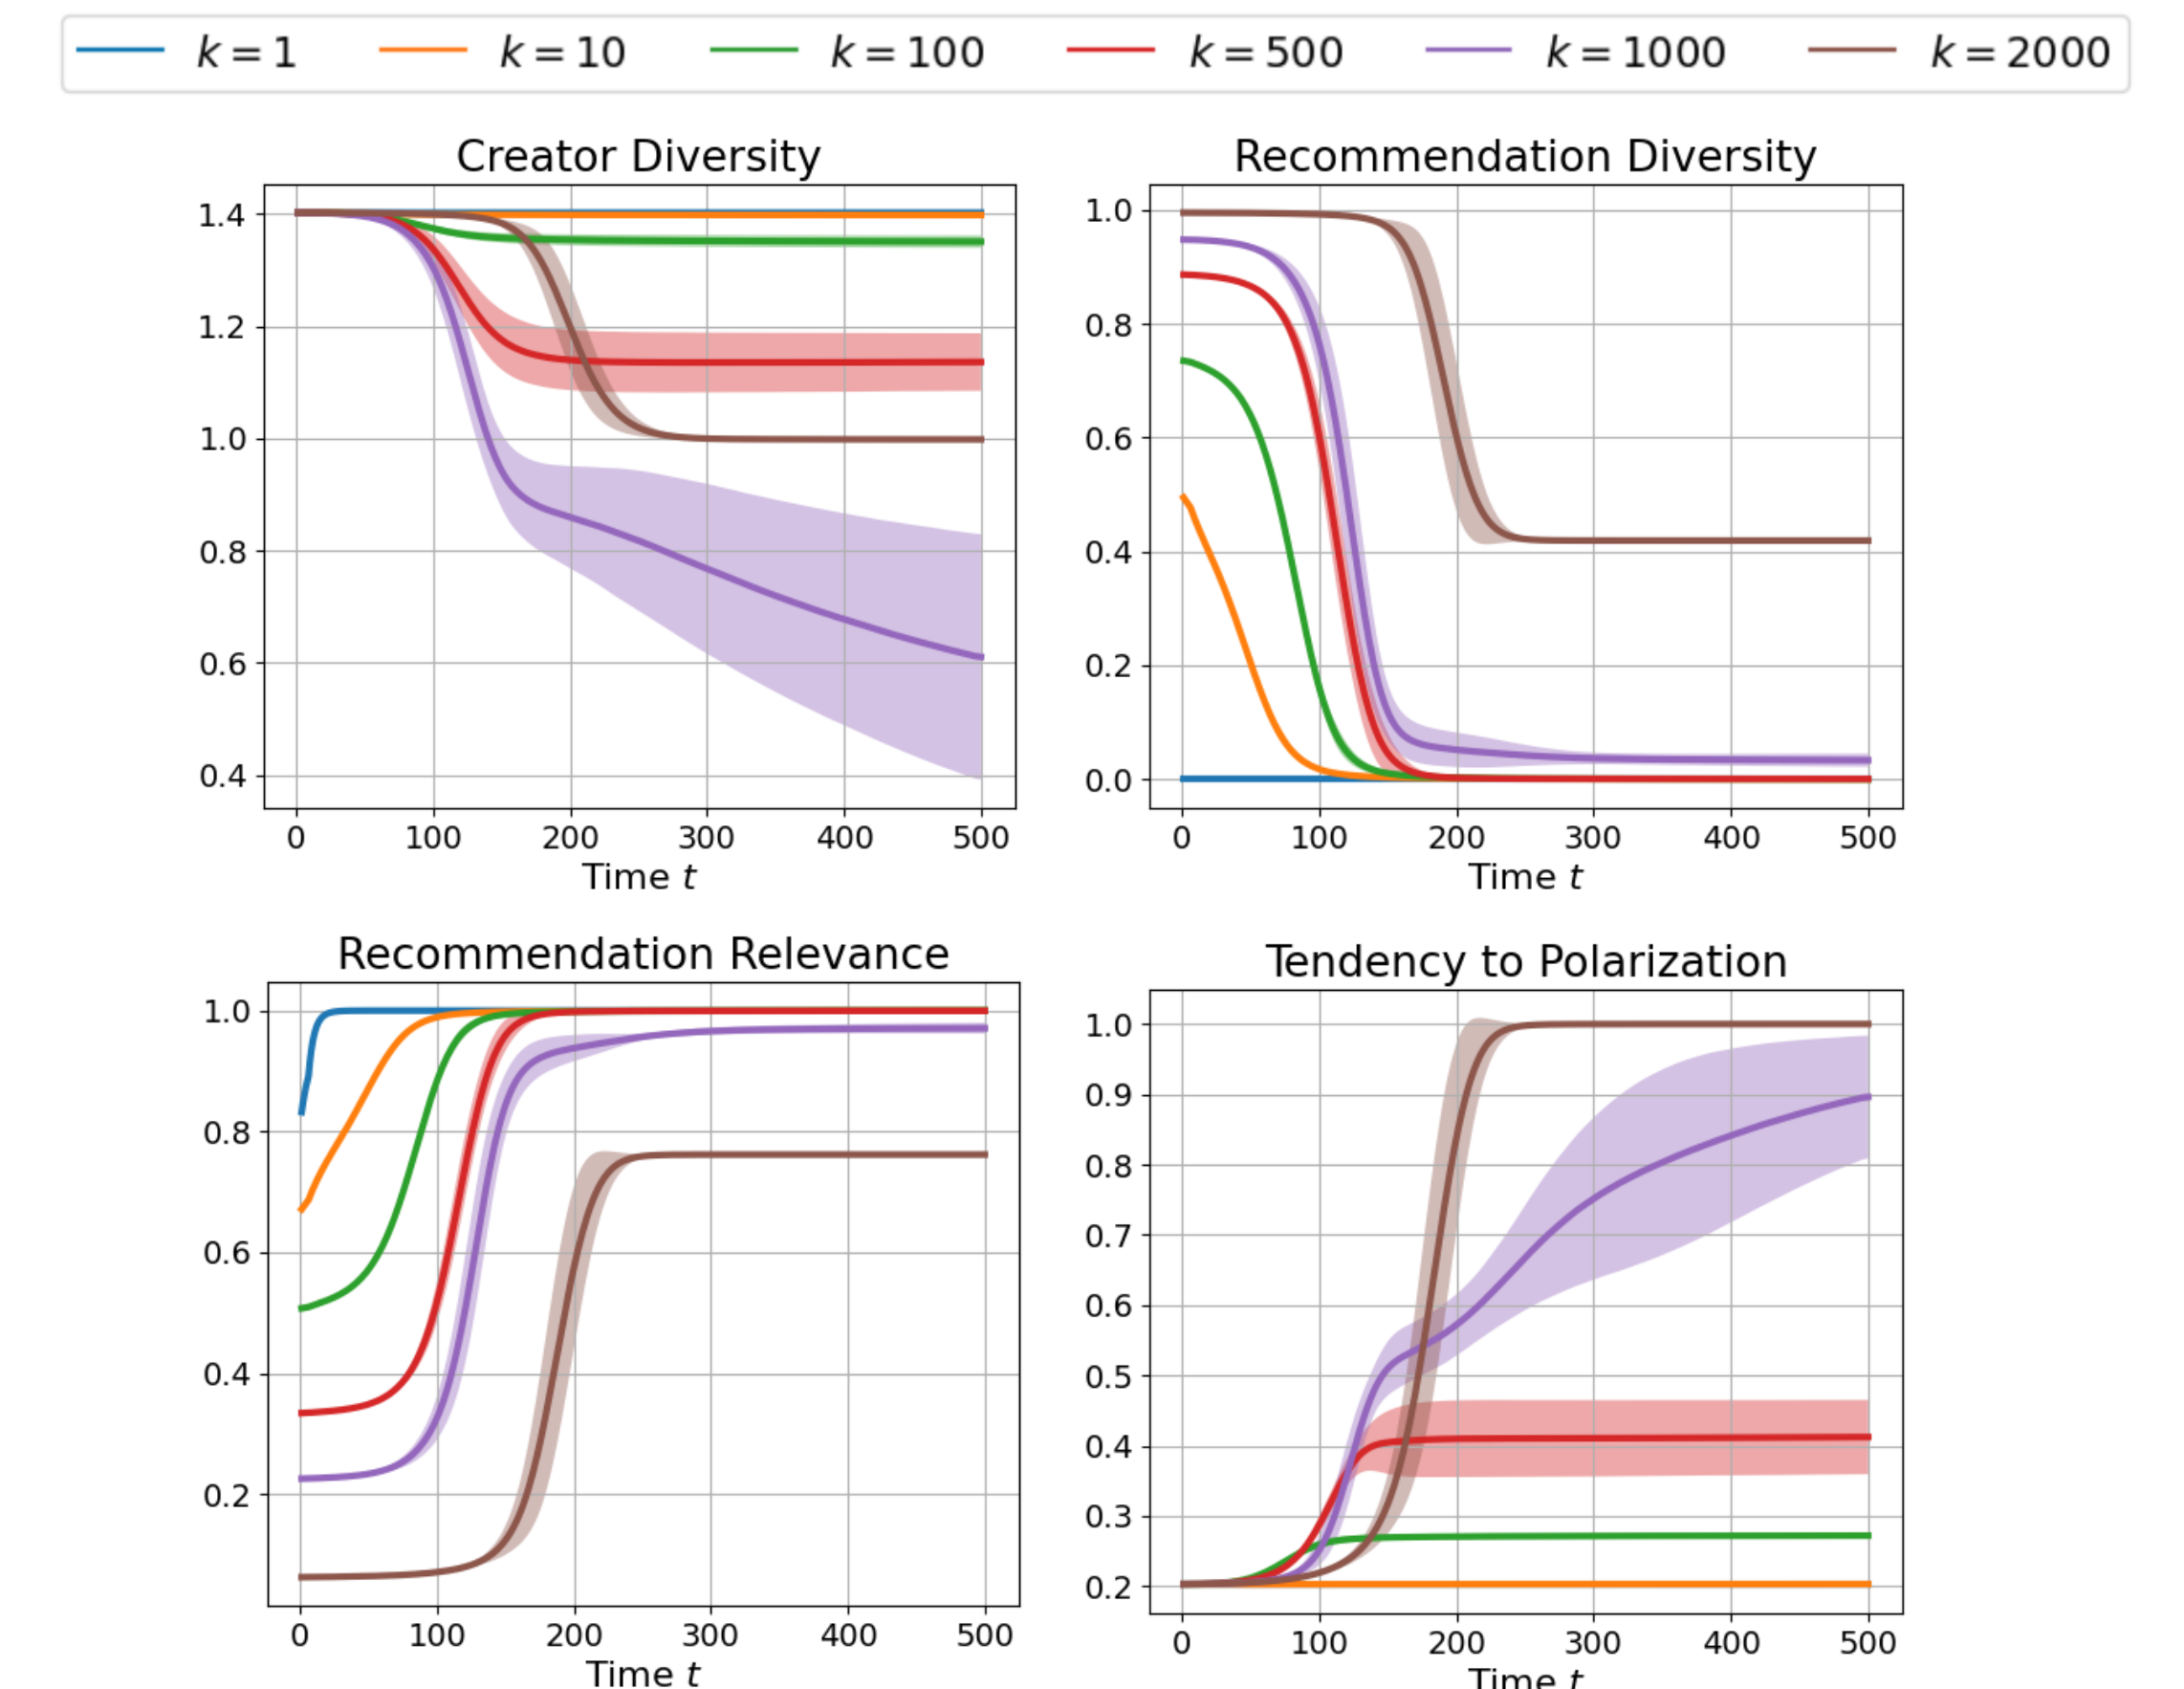 k = 1 k = 10 k = 100 k = 500 k = 1000 k = 2000
Creator Diversity
1.4
1.2
1.0
0.8
0.6
0.4
0 100 200 300 400 500
Time t
Recommendation Diversity
1.0
0.8
0.6
0.4
0.2
0.0
0 100 200 300 400 500
Time t
Recommendation Relevance
1.0
0.8
0.6
0.4
0.2
0 100 200 300 400 500
Time t
Tendency to Polarization
1.0
0.9
0.8
0.7
0.6
0.5
0.4
0.3
0.2
0 100 200 300 400 500
Time t